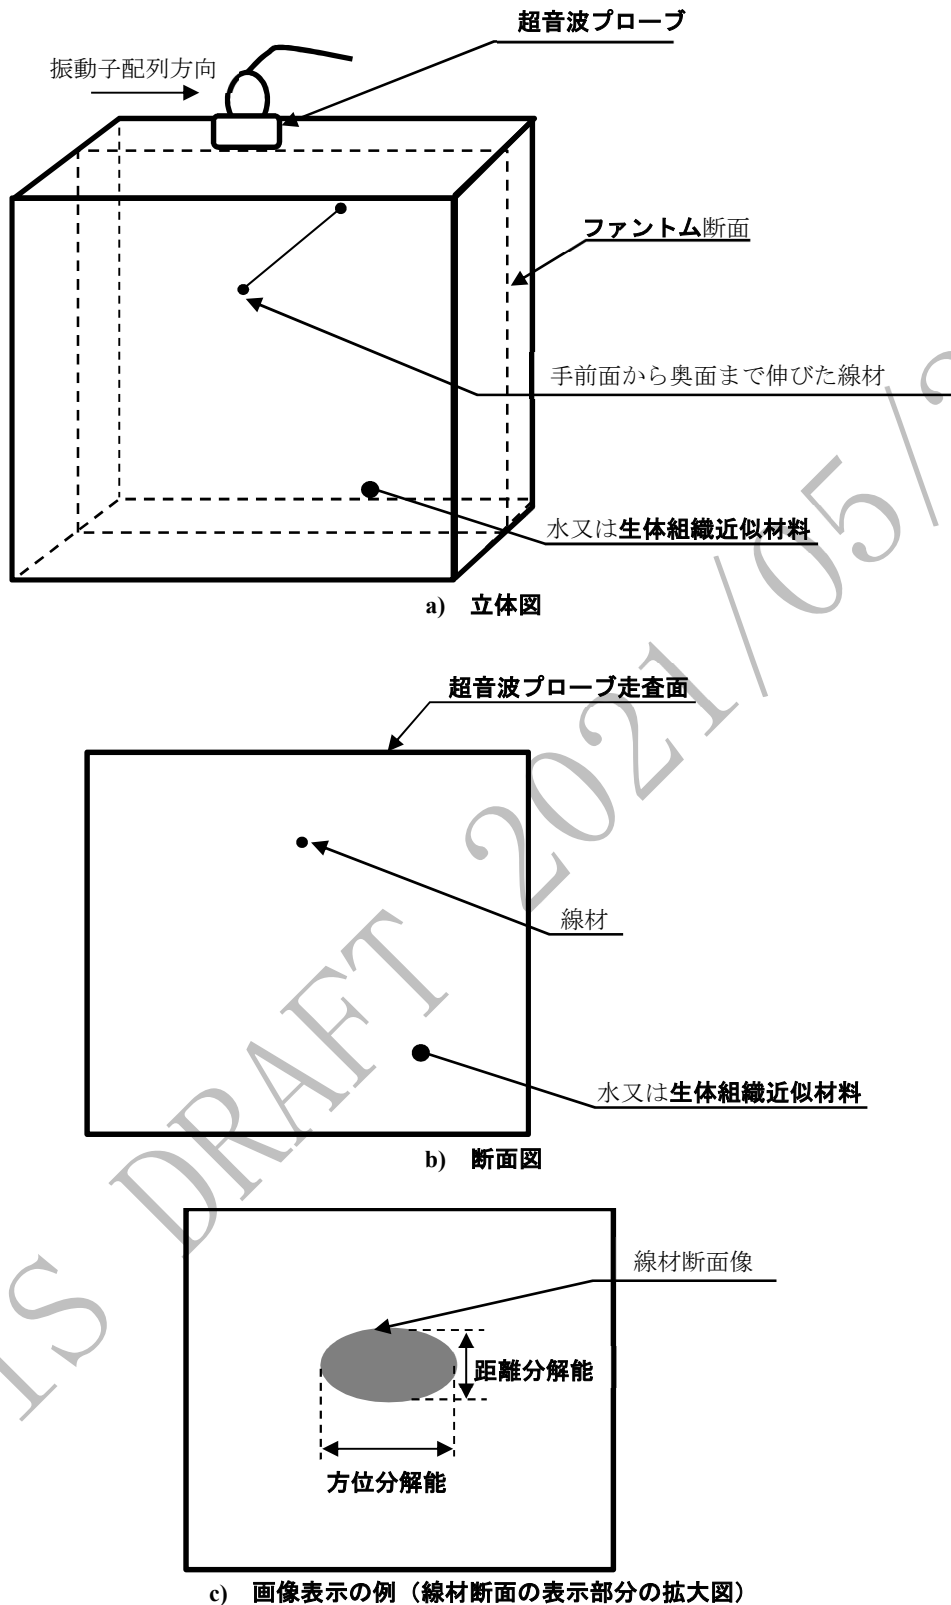 超音波プローブ
振動子配列方向
ファントム断面
手前面から奥面まで伸びた線材
水又は生体組織近似材料
a) 立体図
超音波プローブ走査面
線材
水又は生体組織近似材料
b) 断面図
線材断面像
距離分解能
方位分解能
c) 画像表示の例（線材断面の表示部分の拡大図）
IS DRAFT 2021/05/2